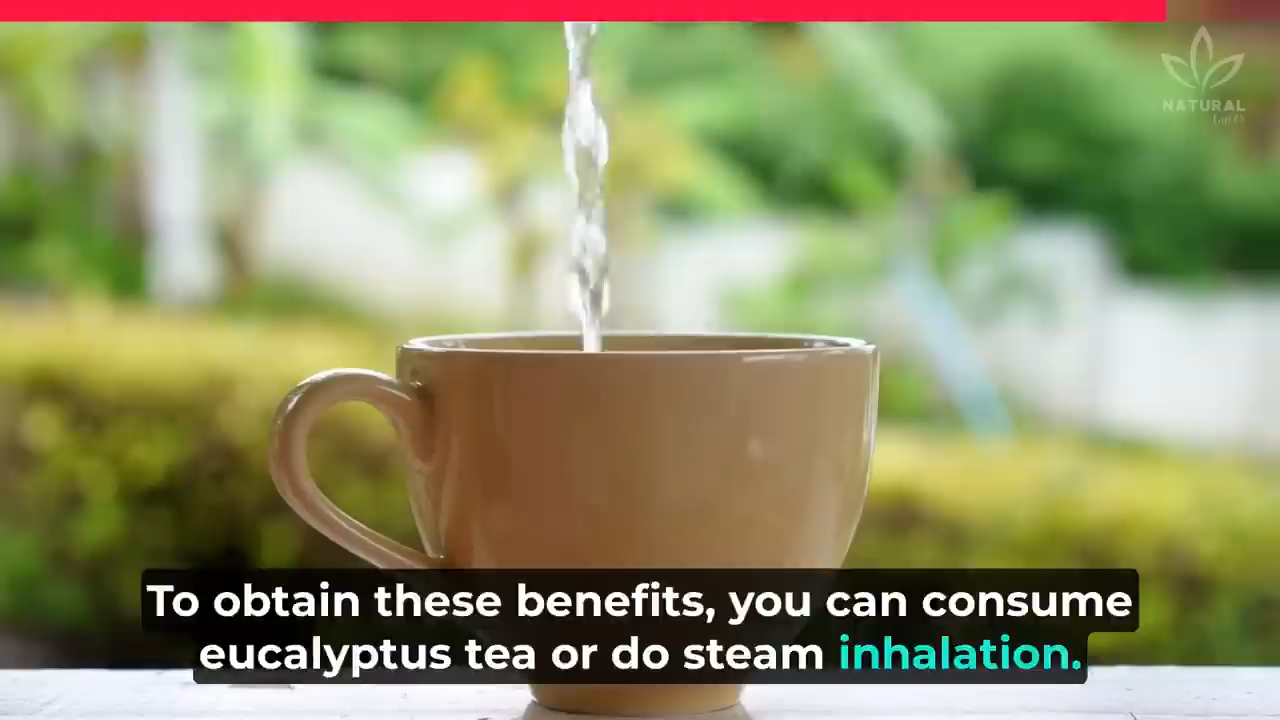 NATURAL
To obtain these benefits, you can consume
eucalyptus tea or do steam inhalation.